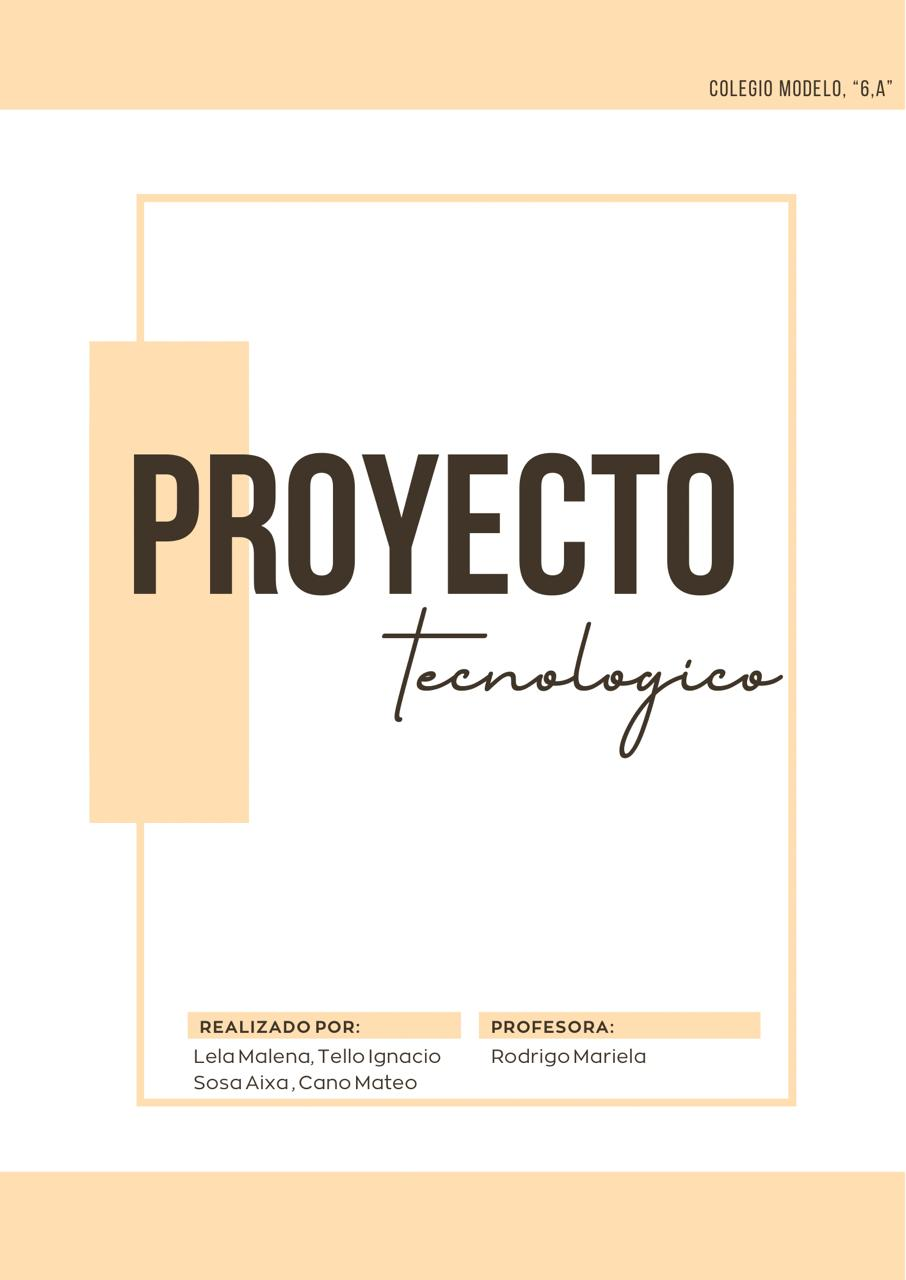 COLEGIO MODELO, “6,A”
PROYECTO
Tecnologico
REALIZADO POR:
Lela Malena, Tello Ignacio
Sosa Aixa , Cano Mateo
PROFESORA:
Rodrigo Mariela